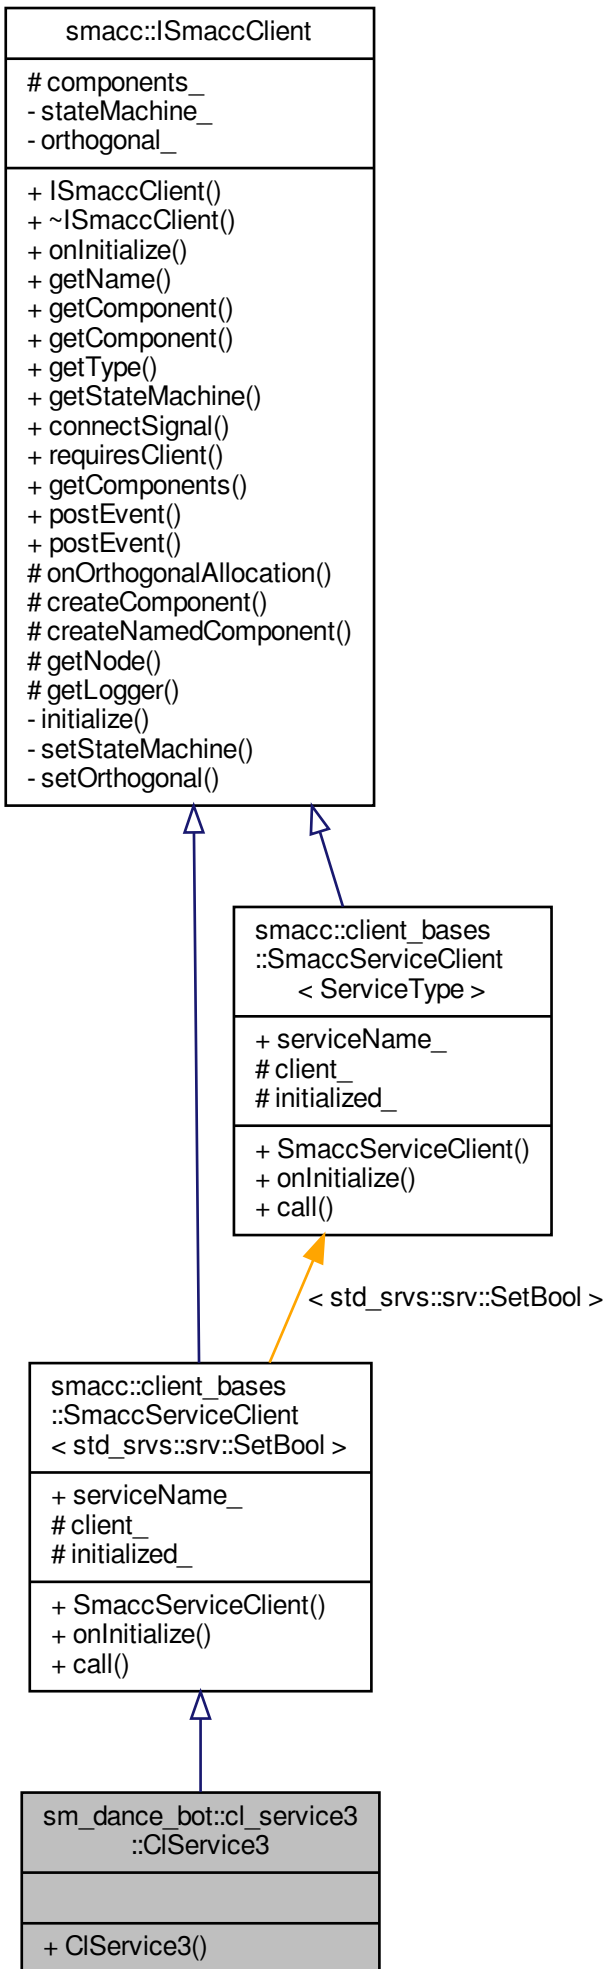 smacc::ISmaccClient
# components_
- stateMachine_
- orthogonal_
+ ISmaccClient()
+ ~ISmaccClient()
+ onInitialize()
+ getName()
+ getComponent()
+ getComponent()
+ getType()
+ getStateMachine()
+ connectSignal()
+ requiresClient()
+ getComponents()
+ postEvent()
+ postEvent()
# onOrthogonalAllocation()
# createComponent()
# createNamedComponent()
# getNode()
# getLogger()
- initialize()
- setStateMachine()
- setOrthogonal()
smacc::client_bases
::SmaccServiceClient
< ServiceType >
+ serviceName_
# client_
# initialized_
+ SmaccServiceClient()
+ onInitialize()
+ call()
< std_srvs::srv::SetBool >
smacc::client_bases
::SmaccServiceClient
< std_srvs::srv::SetBool >
+ serviceName_
# client_
# initialized_
+ SmaccServiceClient()
+ onInitialize()
+ call()
sm_dance_bot::cl_service3
::ClService3
+ ClService3()